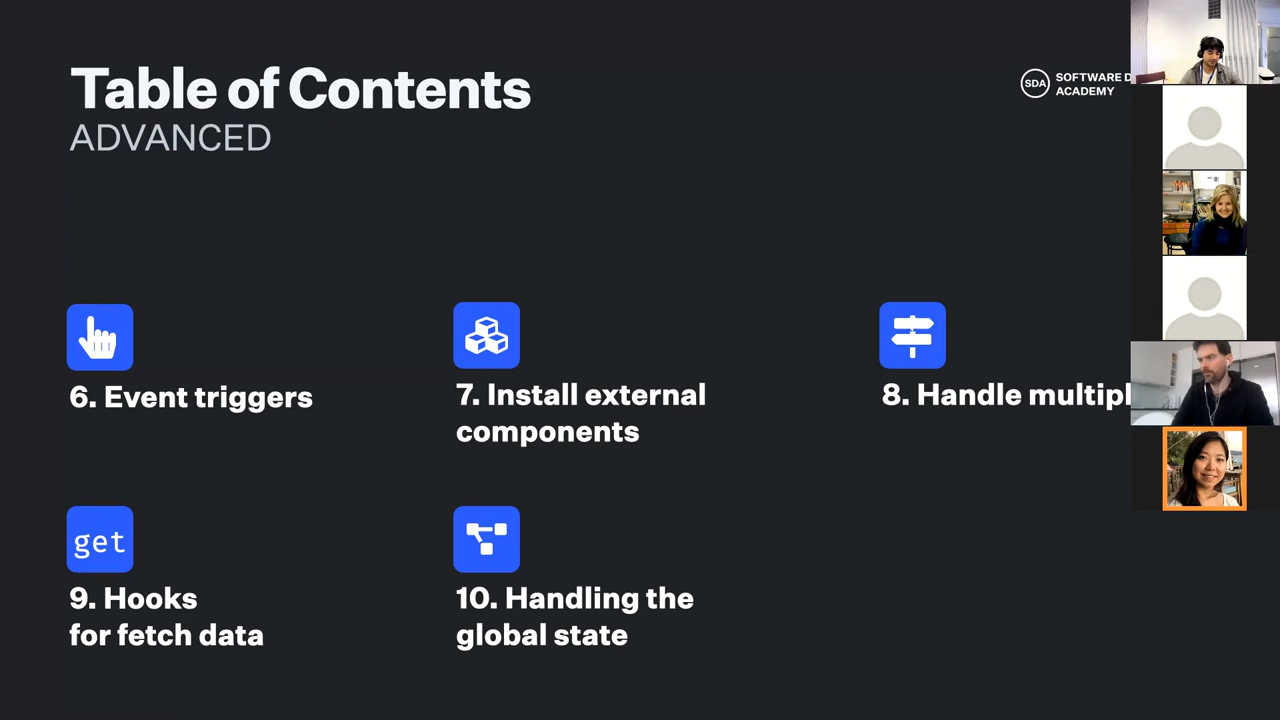 Table of Contents
ADVANCED
SDA
SOFTWARE
ACADEMY
6. Event triggers
7. Install external
components
8. Handle
get
9. Hooks
for fetch data
10. Handling the
global state